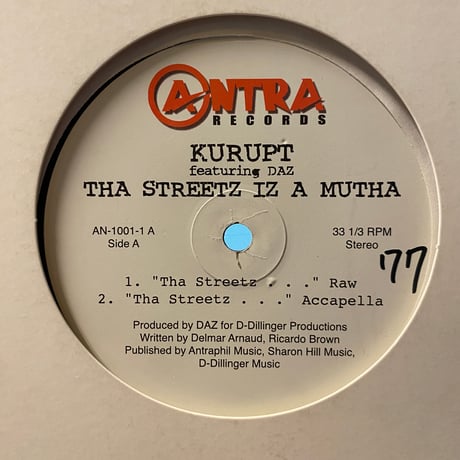 ANTRA
RECORDS
KURUPT
featuring DAZ
THA STREETZ IZ A MUTHA
AN-1001-1 A
Side A
33 1/3 RPM
Stereo
77
1. "Tha Streetz . . ." Raw
2. "Tha Streetz . . ." Accapella
Produced by DAZ for D-Dillinger Productions
Written by Delmar Arnaud, Ricardo Brown
Published by Antraphil Music, Sharon Hill Music,
D-Dillinger Music